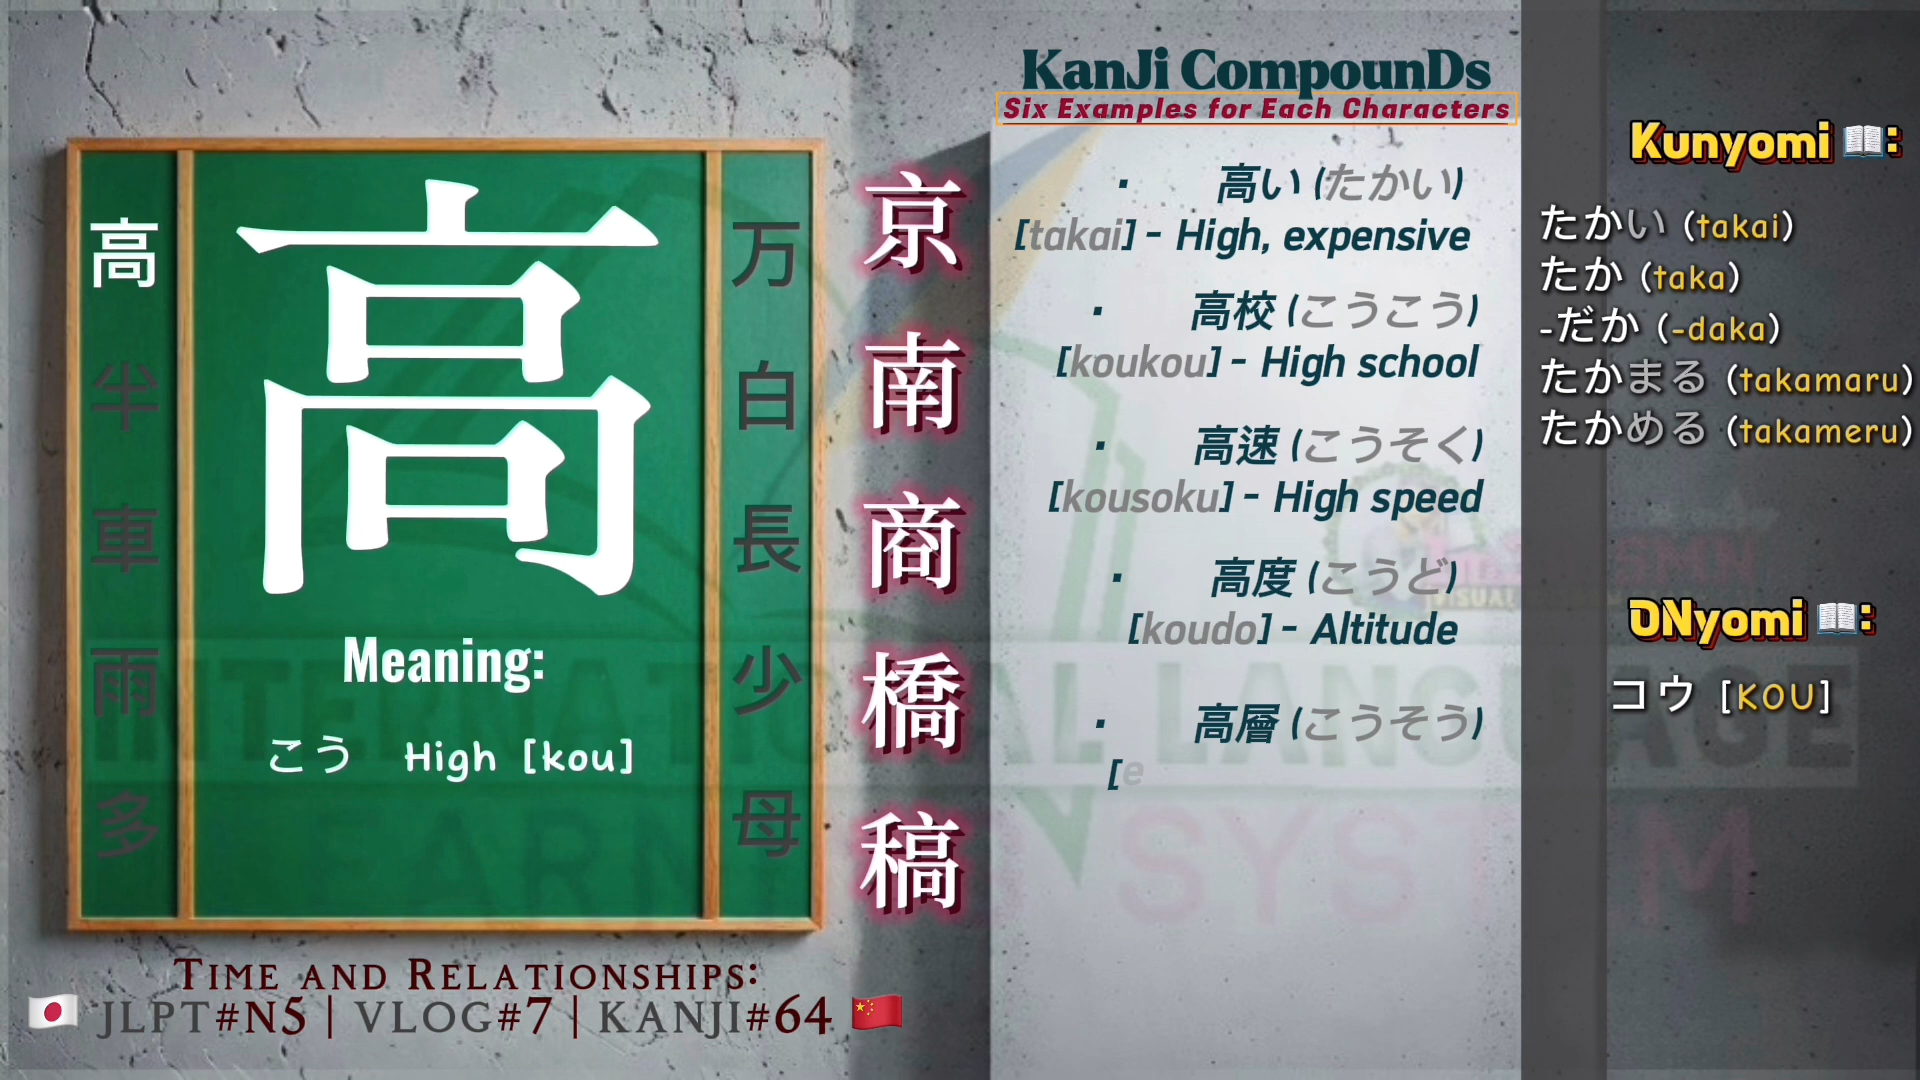 高
半
車
雨
多
高
Meaning:
こう High [kou]
万
白
長
少
母
京
南
商
橋
稿
TIME AND RELATIONSHIPS:
🇯🇵 JLPT#N5 | VLOG#7 | KANJI#64 🇨🇳
KanJi CompounDs
Six Examples for Each Characters
· 高い (たかい)
[takai] - High, expensive
· 高校 (こうこう)
[koukou] - High school
· 高速 (こうそく)
[kousoku] - High speed
· 高度 (こうど)
[koudo] - Altitude
· 高層 (こうそう)
[e
Kunyomi 📖:
たかい (takai)
たか (taka)
-だか (-daka)
たかまる (takamaru)
たかめる (takameru)
ONyomi 📖:
コウ [KOU]
INTERNATIONAL LANGUAGE
LEARNING SYSTEM